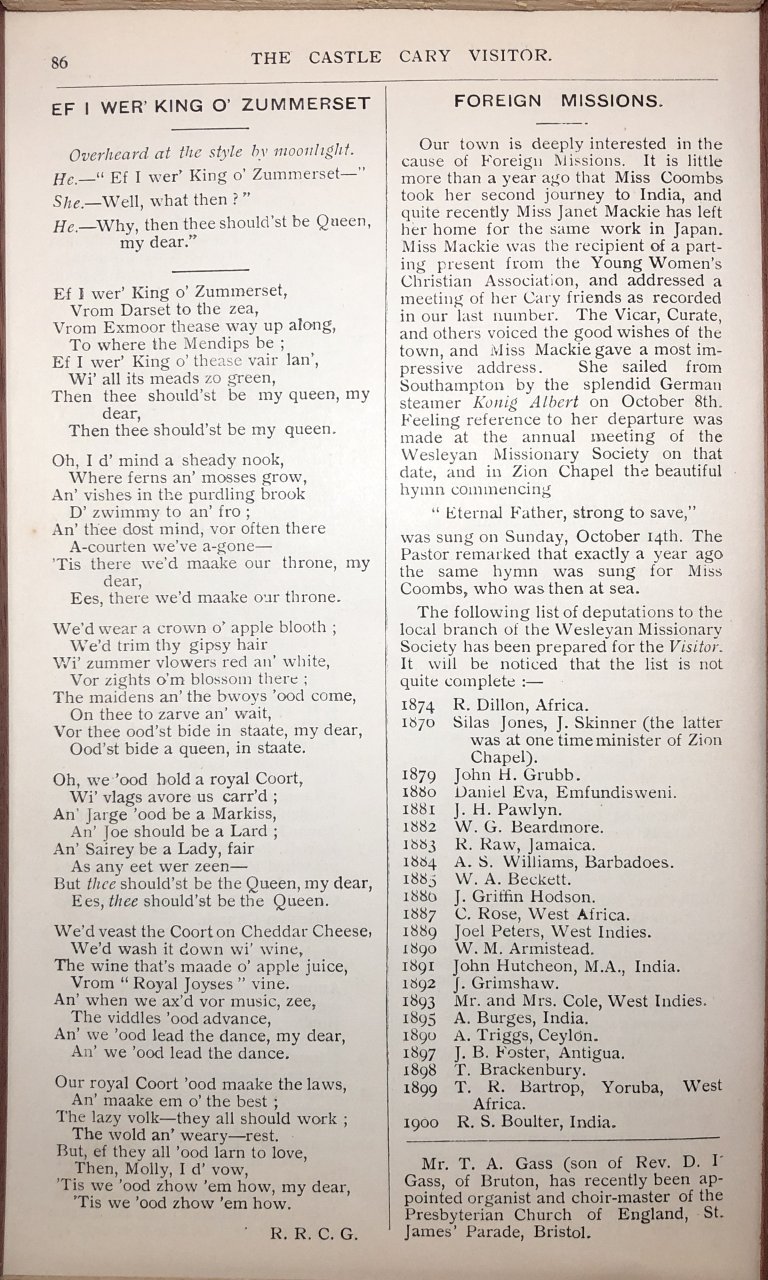 86
THE CASTLE CARY VISITOR.
EF I WER' KING O' ZUMMERSET
Overheard at the style by moonlight.
He.—“ Ef I wer' King o' Zummerset—”
She.—Well, what then ? ”
He.—Why, then thee should'st be Queen,
my dear.”
Ef I wer' King o' Zummerset,
Vrom Darset to the zea,
Vrom Exmoor thease way up along,
To where the Mendips be ;
Ef I wer' King o' thease vair lan',
Wi' all its meads zo green,
Then thee should'st be my queen, my
dear,
Then thee should'st be my queen.
Oh, I d' mind a sheady nook,
Where ferns an' mosses grow,
An' vishes in the purdling brook
D' zwimmy to an' fro ;
An' thee dost mind, vor often there
A-courten we've a-gone—
'Tis there we'd maake our throne, my
dear,
Ees, there we'd maake our throne.
We'd wear a crown o' apple blooth ;
We'd trim thy gipsy hair
Wi' zummer vlowers red an' white,
Vor zights o'm blossom there ;
The maidens an' the bwoys 'ood come,
On thee to zarve an' wait,
Vor thee ood'st bide in staate, my dear,
Ood'st bide a queen, in staate.
Oh, we 'ood hold a royal Coort,
Wi' vlags avore us carr'd ;
An' Jarge 'ood be a Markiss,
An' Joe should be a Lard ;
An' Sairey be a Lady, fair
As any eet wer zeen—
But thee should'st be the Queen, my dear,
Ees, thee should'st be the Queen.
We'd veast the Coort on Cheddar Cheese,
We'd wash it down wi' wine,
The wine that's maade o' apple juice,
Vrom “ Royal Joyses ” vine.
An' when we ax'd vor music, zee,
The viddles 'ood advance,
An' we 'ood lead the dance, my dear,
An' we 'ood lead the dance.
Our royal Coort 'ood maake the laws,
An' maake em o' the best ;
The lazy volk—they all should work ;
The wold an' weary—rest.
But, ef they all 'ood larn to love,
Then, Molly, I d' vow,
'Tis we 'ood zhow 'em how, my dear,
'Tis we 'ood zhow 'em how.
R. R. C. G.
FOREIGN MISSIONS.
Our town is deeply interested in the
cause of Foreign Missions. It is little
more than a year ago that Miss Coombs
took her second journey to India, and
quite recently Miss Janet Mackie has left
her home for the same work in Japan.
Miss Mackie was the recipient of a part-
ing present from the Young Women's
Christian Association, and addressed a
meeting of her Cary friends as recorded
in our last number. The Vicar, Curate,
and others voiced the good wishes of the
town, and Miss Mackie gave a most im-
pressive address. She sailed from
Southampton by the splendid German
steamer Konig Albert on October 8th.
Feeling reference to her departure was
made at the annual meeting of the
Wesleyan Missionary Society on that
date, and in Zion Chapel the beautiful
hymn commencing
“ Eternal Father, strong to save,”
was sung on Sunday, October 14th. The
Pastor remarked that exactly a year ago
the same hymn was sung for Miss
Coombs, who was then at sea.
The following list of deputations to the
local branch of the Wesleyan Missionary
Society has been prepared for the Visitor.
It will be noticed that the list is not
quite complete :—
1874 R. Dillon, Africa.
1876 Silas Jones, J. Skinner (the latter
was at one time minister of Zion
Chapel).
1879 John H. Grubb.
1880 Daniel Eva, Emfundisweni.
1881 J. H. Pawlyn.
1882 W. G. Beardmore.
1883 R. Raw, Jamaica.
1884 A. S. Williams, Barbadoes.
1885 W. A. Beckett.
1886 J. Griffin Hodson.
1887 C. Rose, West Africa.
1889 Joel Peters, West Indies.
1890 W. M. Armistead.
1891 John Hutcheon, M.A., India.
1892 J. Grimshaw.
1893 Mr. and Mrs. Cole, West Indies.
1895 A. Burges, India.
1896 A. Triggs, Ceylon.
1897 J. B. Foster, Antigua.
1898 T. Brackenbury.
1899 T. R. Bartrop, Yoruba, West
Africa.
1900 R. S. Boulter, India.
Mr. T. A. Gass (son of Rev. D. I
Gass, of Bruton, has recently been ap-
pointed organist and choir-master of the
Presbyterian Church of England, St.
James' Parade, Bristol.